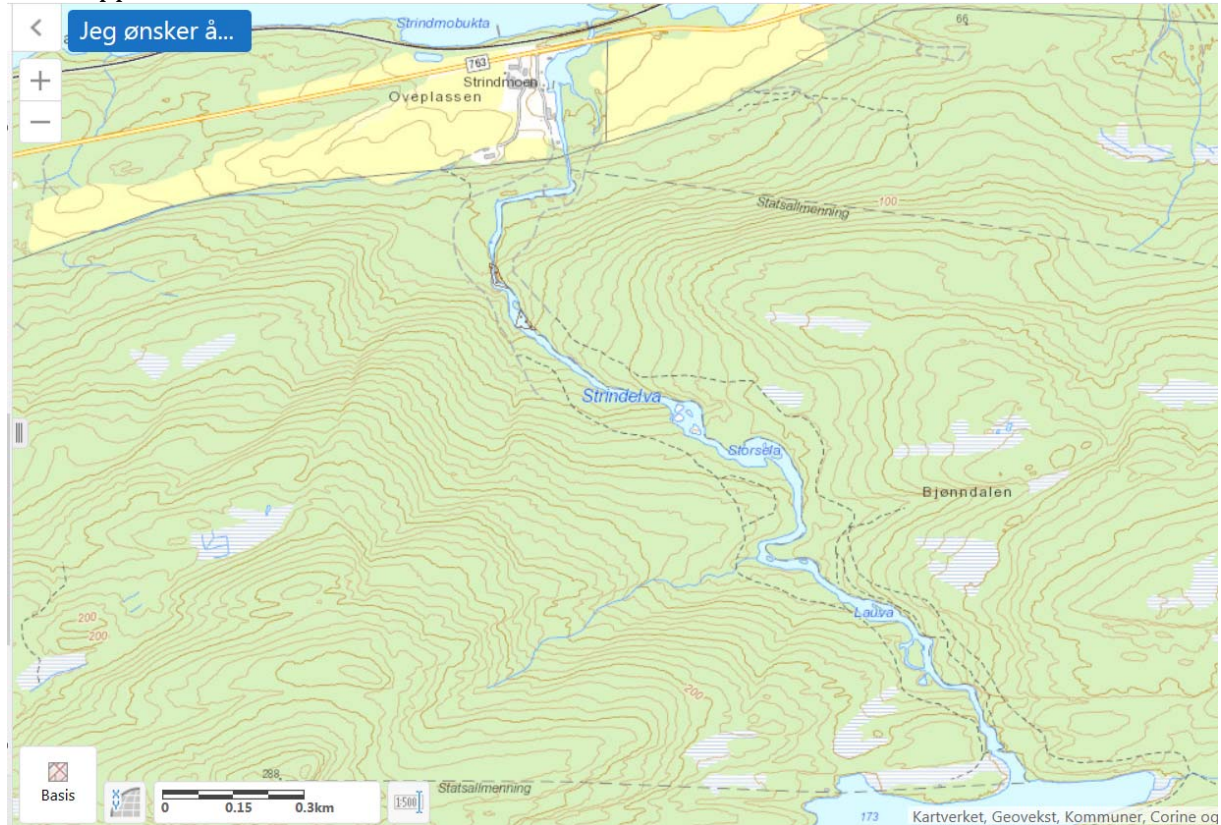 Jeg ønsker å...
Strindmobukta
66
763
Strindmoen
Oveplassen
Statsallmenning
100
Strindelva
Storsela
Bjønndalen
Lauva
200
200
200
288
Basis
0 0.15 0.3km
1:500
Statsallmenning
173
Kartverket, Geovekst, Kommuner, Corine og